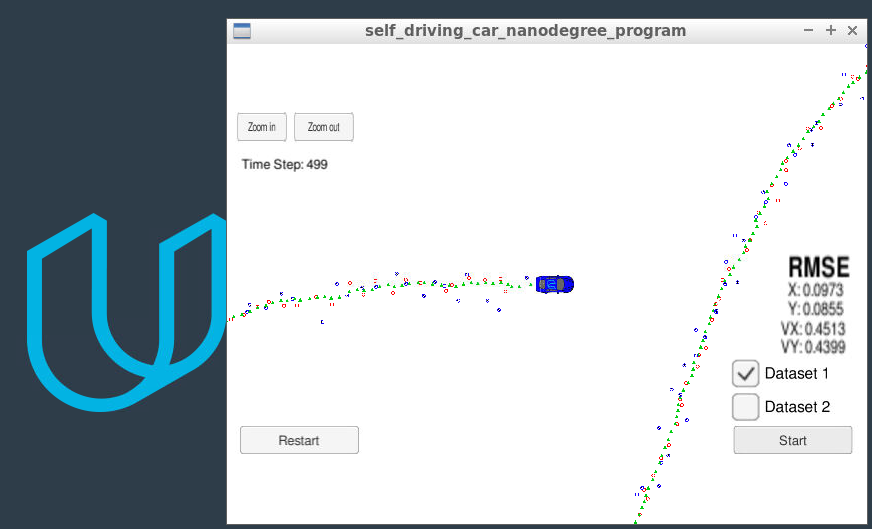 self_driving_car_nanodegree_program
Zoom in
Zoom out
Time Step: 499
RMSE
X: 0.0973
Y: 0.0855
VX: 0.4513
VY: 0.4399
Dataset 1
Dataset 2
Restart
Start